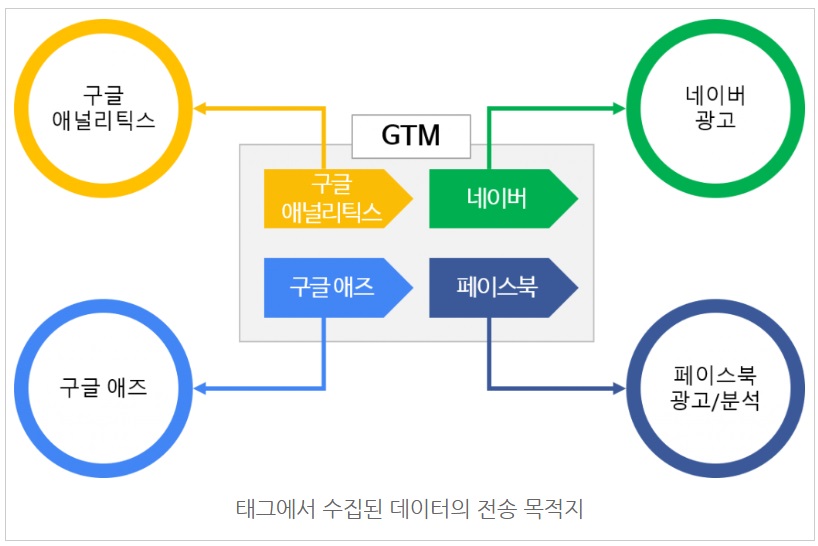 구글
애널리틱스
네이버
광고
GTM
구글
애널리틱스
네이버
구글 애즈
페이스북
구글 애즈
페이스북
광고/분석
태그에서 수집된 데이터의 전송 목적지